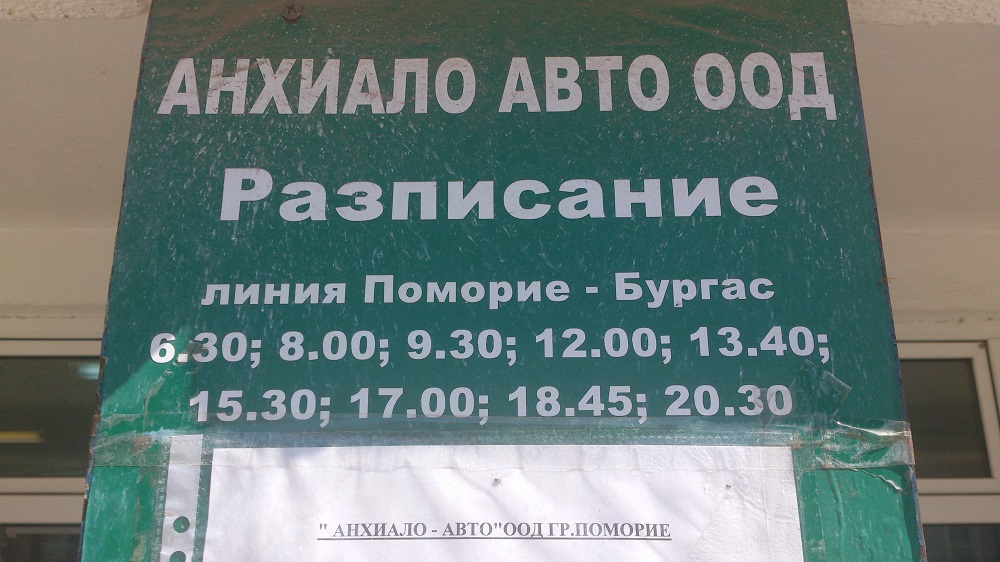 АНХИАЛО АВТО ООД
Разписание
линия Поморие - Бургас
6.30; 8.00; 9.30; 12.00; 13.40;
15.30; 17.00; 18.45; 20.30
" АНХИАЛО - АВТО"ООД ГР.ПОМОРИЕ